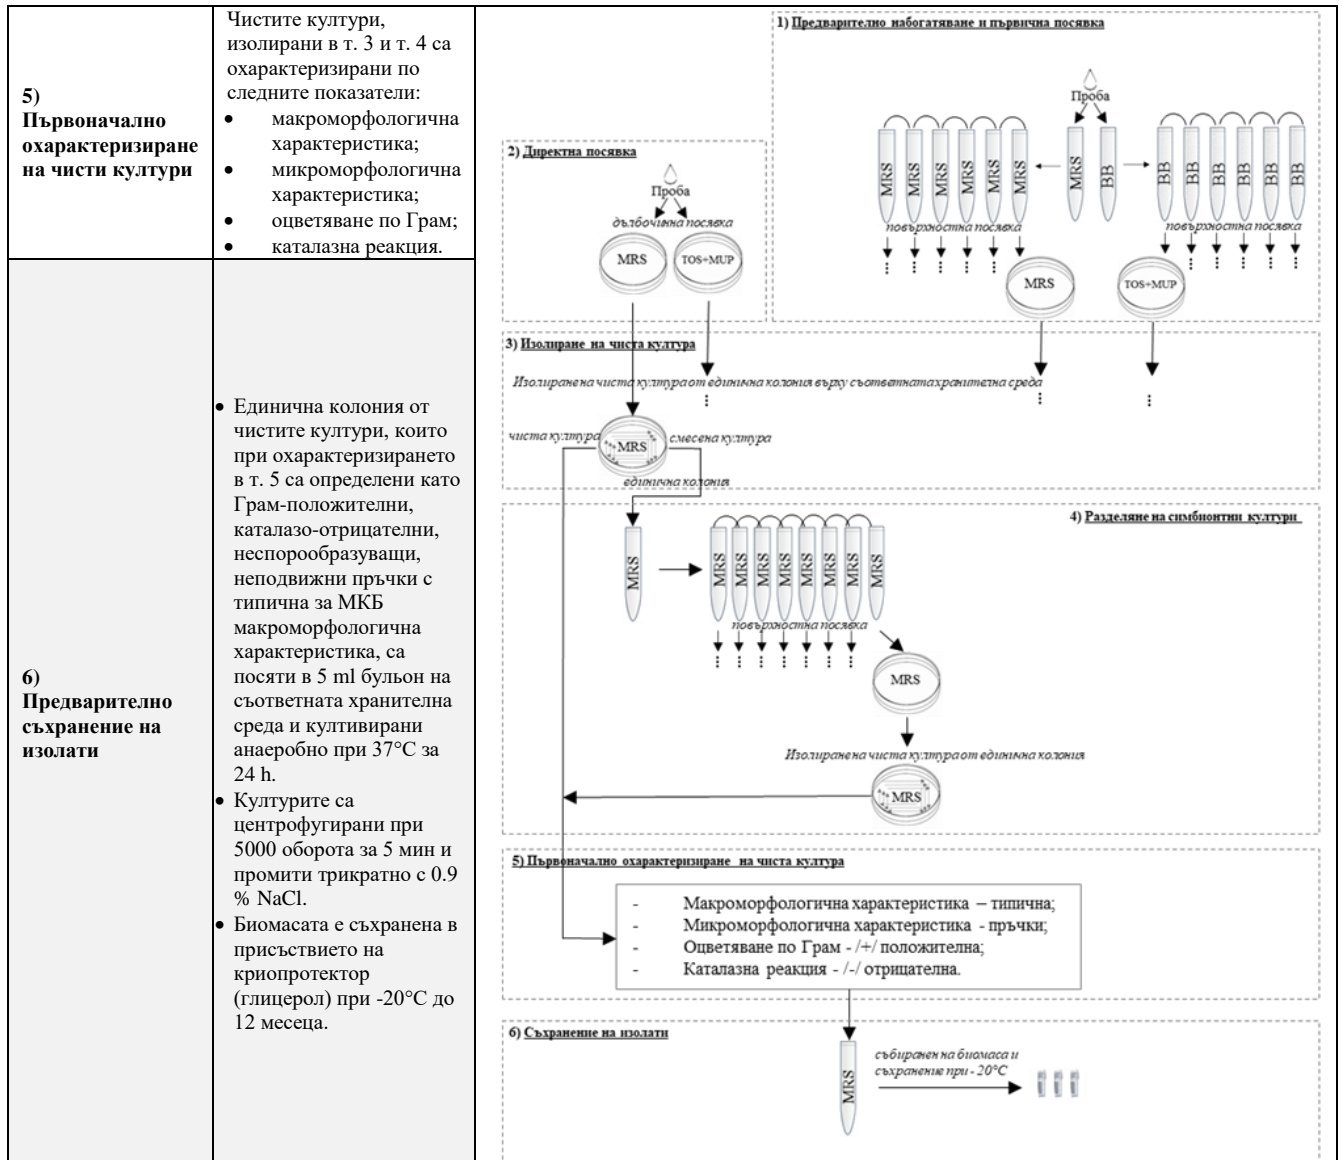 5)
Първоначално
охарактеризиране
на чисти култури
Чистите култури,
изолирани в т. 3 и т. 4 са
охарактеризирани по
следните показатели:
• макроморфологична
характеристика;
• микроморфологична
характеристика;
• оцветяване по Грам;
• каталазна реакция.
6)
Предварително
съхранение на
изолати
• Единична колония от
чистите култури, които
при охарактеризирането
в т. 5 са определени като
Грам-положителни,
каталазо-отрицателни,
неспорообразуващи,
неподвижни пръчки с
типична за МКБ
макроморфологична
характеристика, са
посяти в 5 ml бульон на
съответната хранителна
среда и култивирани
анаеробно при 37°C за
24 h.
• Културите са
центрофугирани при
5000 оборота за 5 мин и
промити трикратно с 0.9
% NaCl.
• Биомасата е съхранена в
присъствието на
криопротектор
(глицерол) при -20°C до
12 месеца.
1) Предварително набогатяване и първична посявка
Проба
MRS MRS MRS MRS MRS MRS
MRS BB
BB BB BB BB BB BB
повърхностна посявка
повърхностна посявка
MRS
TOS+MUP
2) Директна посявка
Проба
дълбочинна посявка
MRS
TOS+MUP
3) Изолиране на чиста култура
Изолиране на чиста култура от единична колония върху съответната хранителна среда
чиста култура
MRS
смесена култура
единична колония
4) Разделяне на симбионтни култури
MRS
MRS MRS MRS MRS MRS MRS MRS MRS
повърхностна посявка
MRS
Изолиране на чиста култура от единична колония
MRS
5) Първоначално охарактеризиране на чиста култура
- Макроморфологична характеристика – типична;
- Микроморфологична характеристика - пръчки;
- Оцветяване по Грам - /+/ положителна;
- Каталазна реакция - /-/ отрицателна.
6) Съхранение на изолати
MRS
събиранен на биомаса и
съхранение при - 20°C